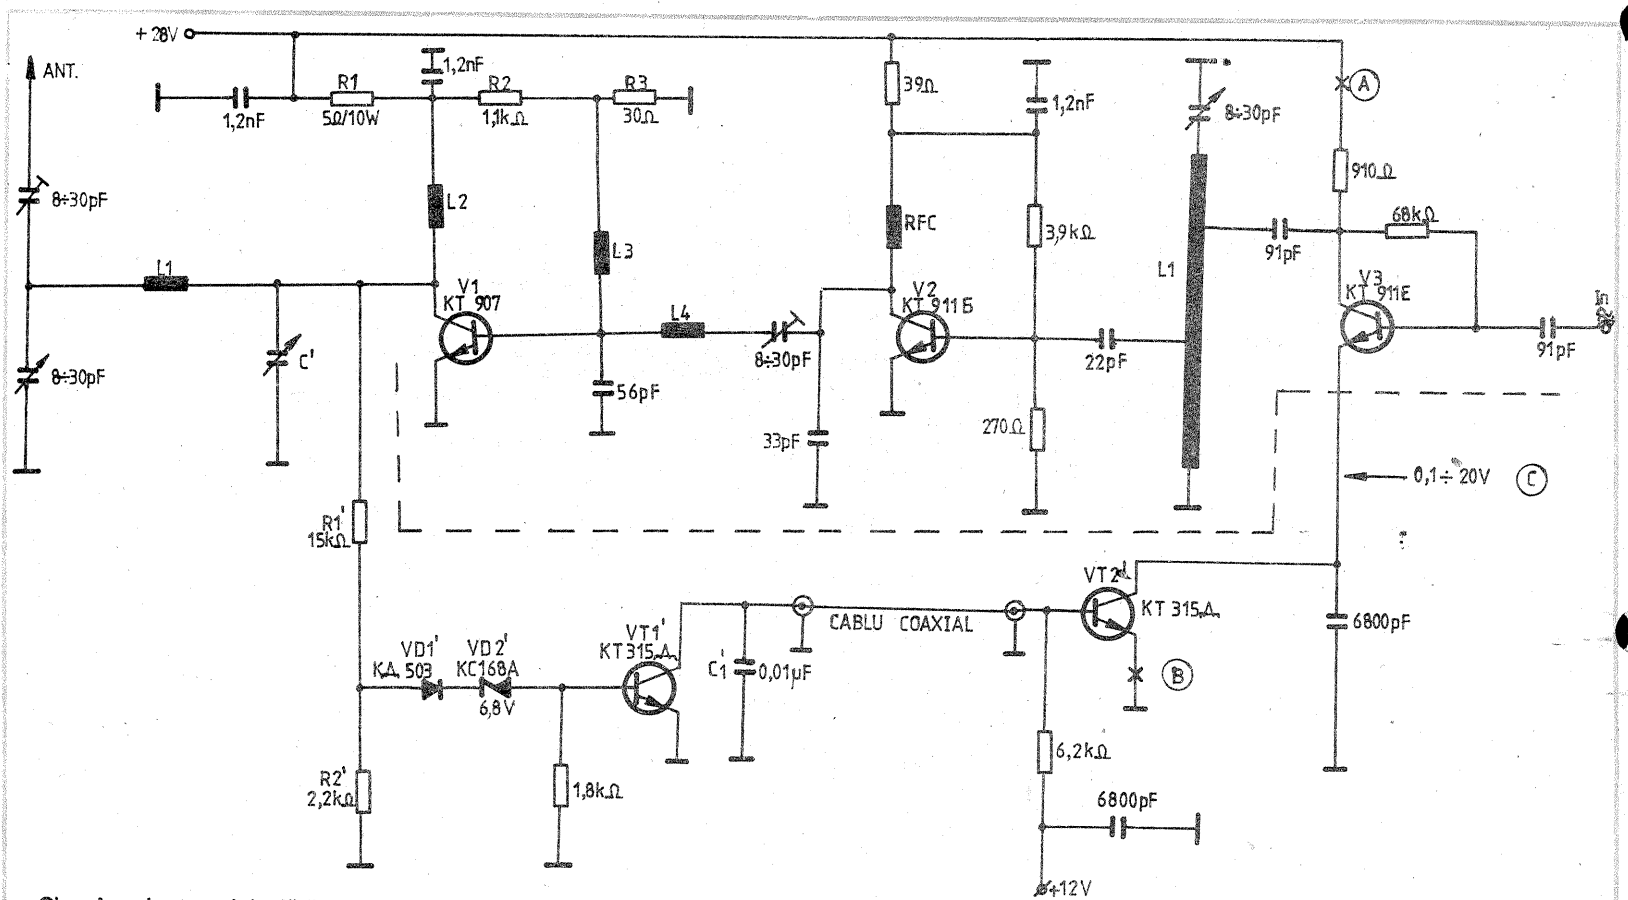 +28V
ANT.
1,2nF
R1
5Ω/10W
1,2nF
R2
1,1kΩ
R3
30Ω
39Ω
1,2nF
8÷30pF
A
910Ω
8÷30pF
L2
L3
RFC
3,9kΩ
L1
91pF
68kΩ
L1
V1
KT 907
L4
8÷30pF
V2
KT 911Б
22pF
V3
KT 911E
In
91pF
8÷30pF
C'
56pF
33pF
270Ω
0,1÷20V
C
R1'
15kΩ
VT2'
KT 315A
6800pF
CABLU COAXIAL
VT1'
KT315A
VD1'
KA 503
VD2'
KC168A
6,8V
C1'
0,01µF
B
R2'
2,2kΩ
1,8kΩ
6,2kΩ
6800pF
+12V